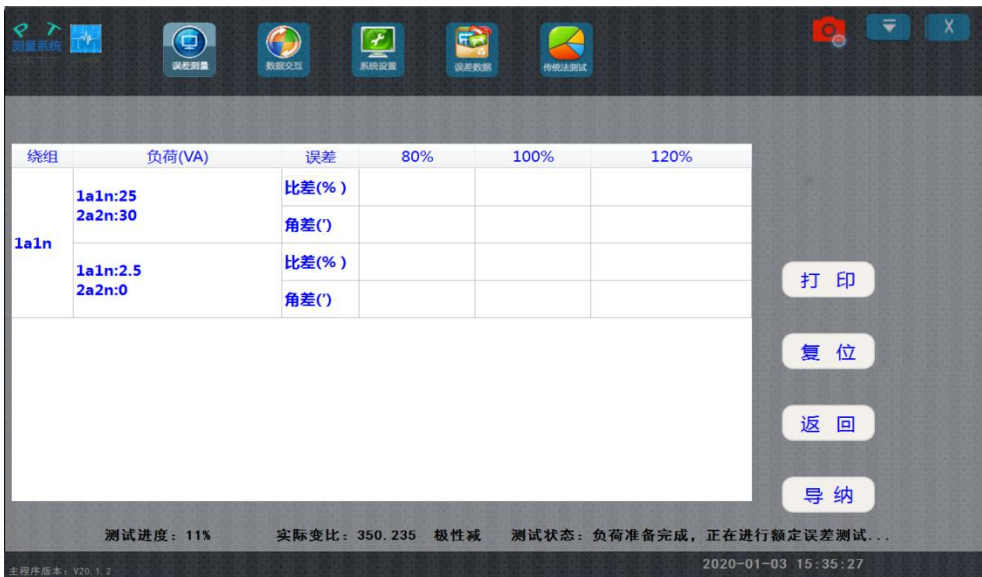 P T
测量系统
误差测量
数据交互
系统设置
误差数据
传统法测试
X
绕组 负荷(VA) 误差 80% 100% 120%
1a1n
1a1n:25
2a2n:30
比差(%)
角差(′)
1a1n:2.5
2a2n:0
比差(%)
角差(′)
打 印
复 位
返 回
导 纳
测试进度：11% 实际变比：350.235 极性减 测试状态：负荷准备完成，正在进行额定误差测试...
主程序版本：V20.1.2 2020-01-03 15:35:27